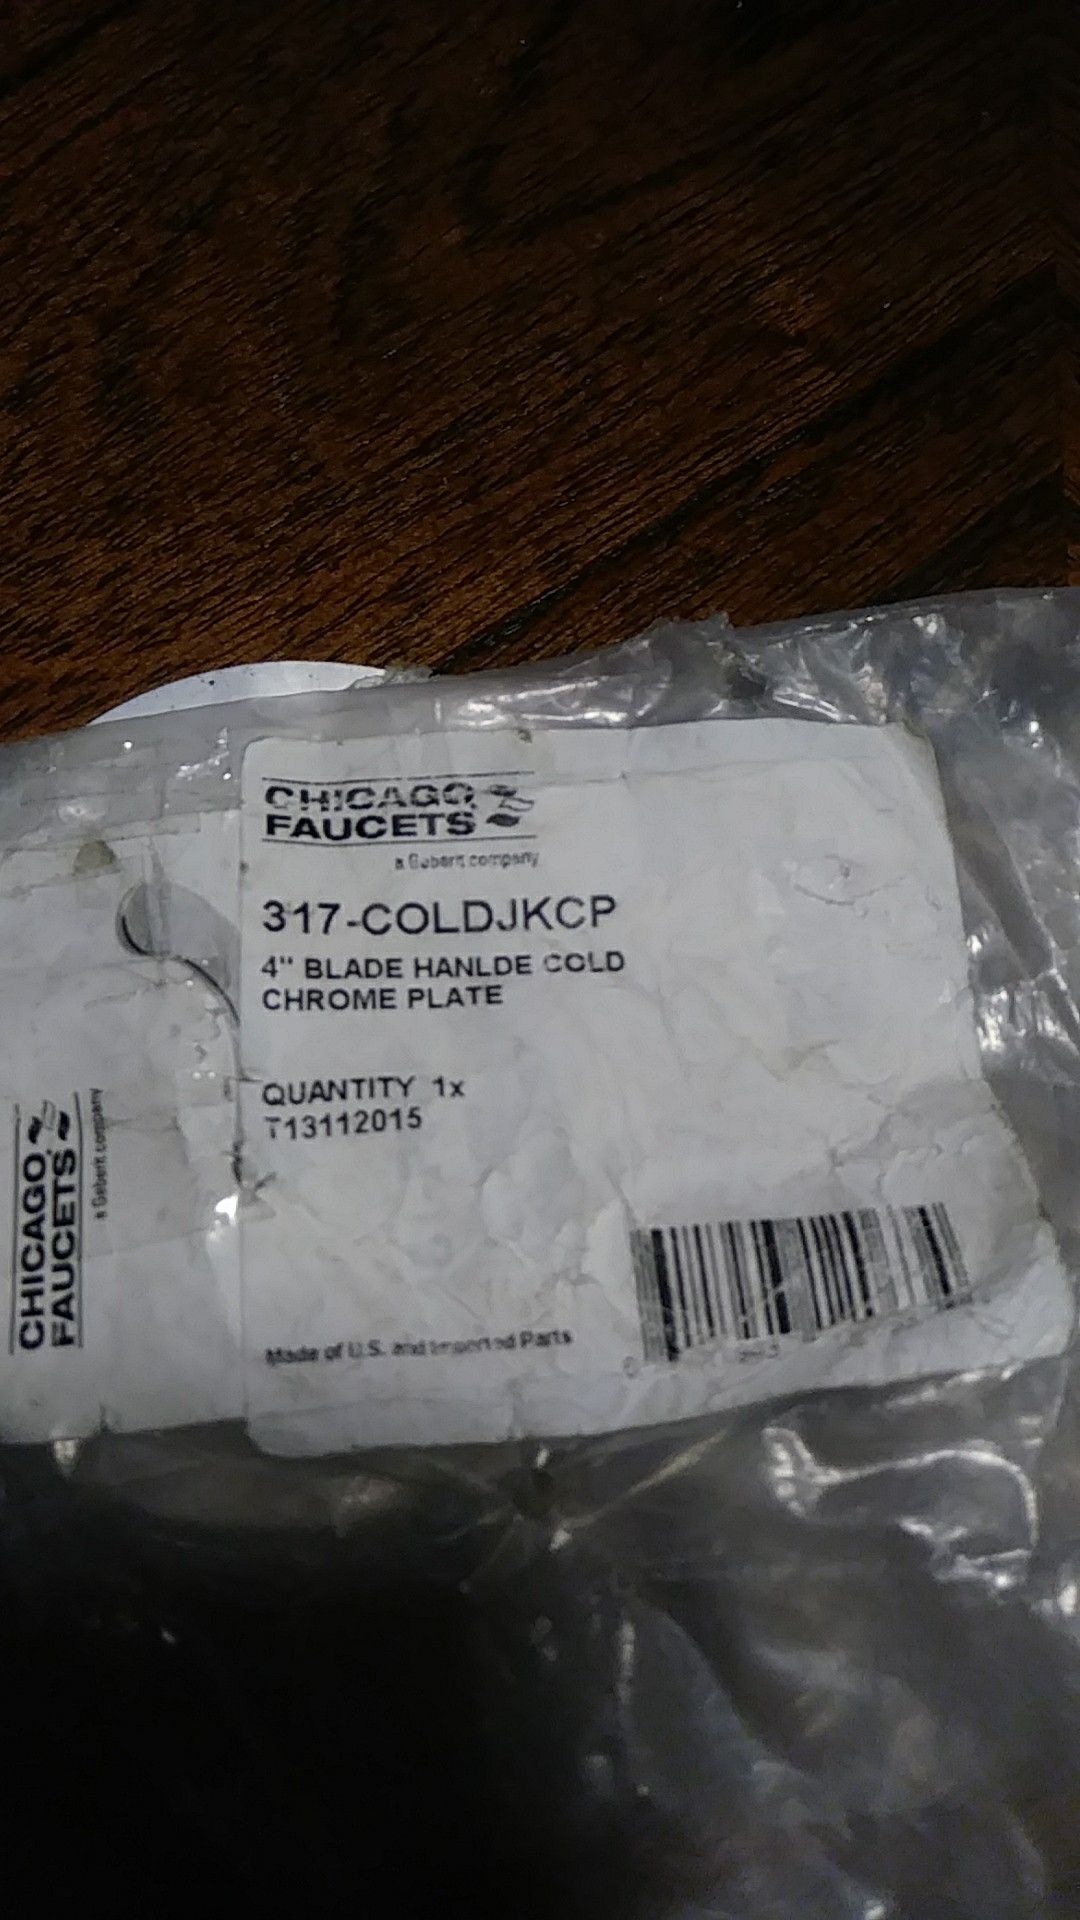 CHICAGO
FAUCETS
a Geberit company
317-COLDJKCP
4" BLADE HANLDE COLD
CHROME PLATE
QUANTITY 1x
T13112015
Made of U.S. and Imported Parts
CHICAGO
FAUCETS
a Geberit company